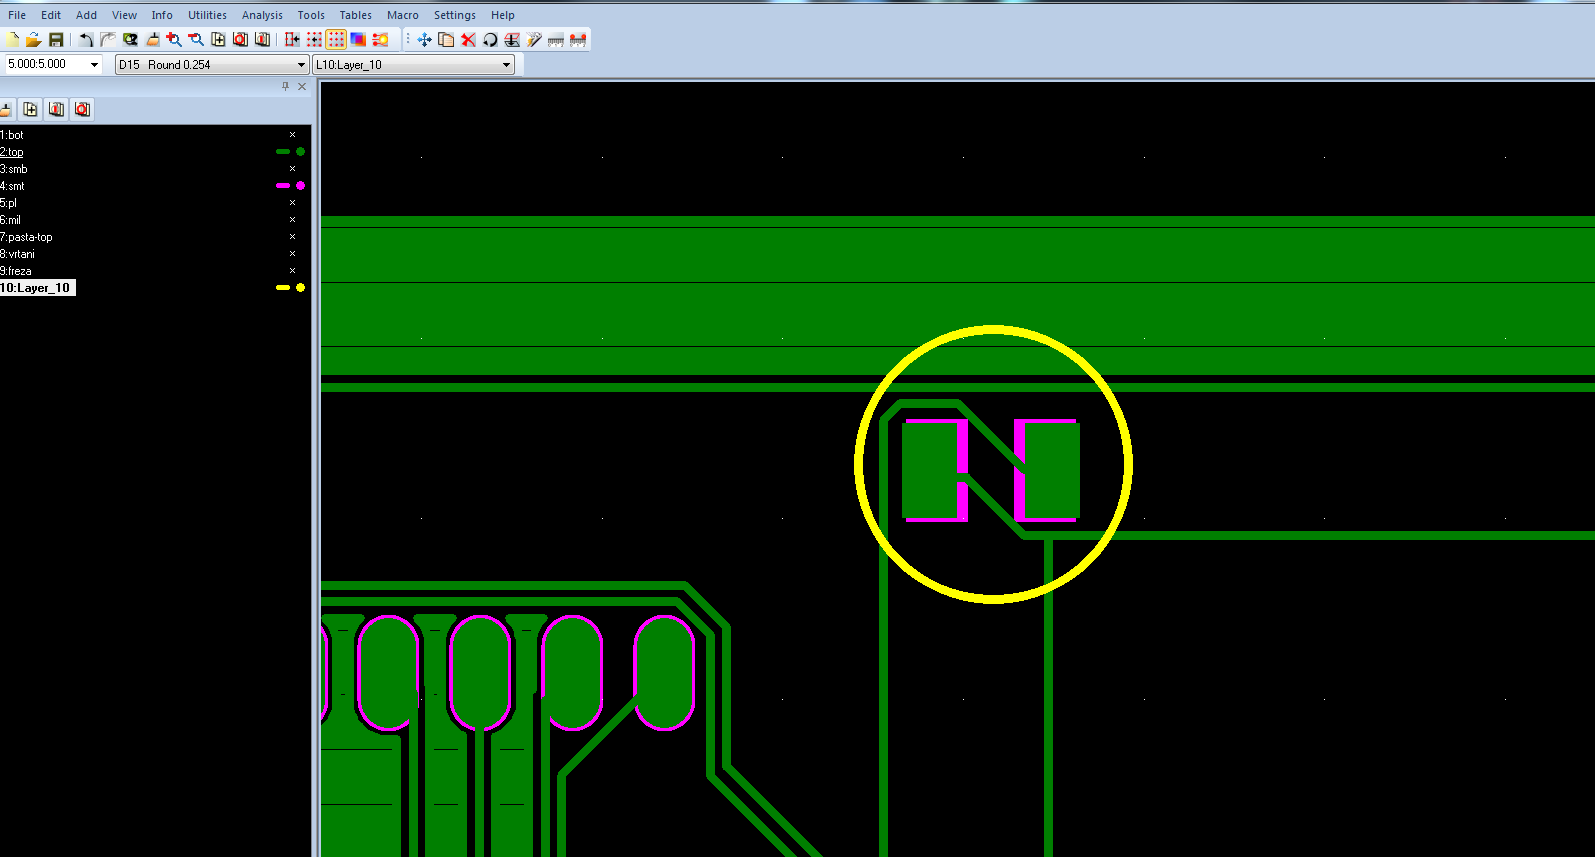 File Edit Add View Info Utilities Analysis Tools Tables Macro Settings Help
5.000:5.000 D15 Round 0.254 L10:Layer_10
1:bot
2:top
3:smb
4:smt
5:pl
6:mil
7:pasta-top
8:vrtani
9:freza
10:Layer_10